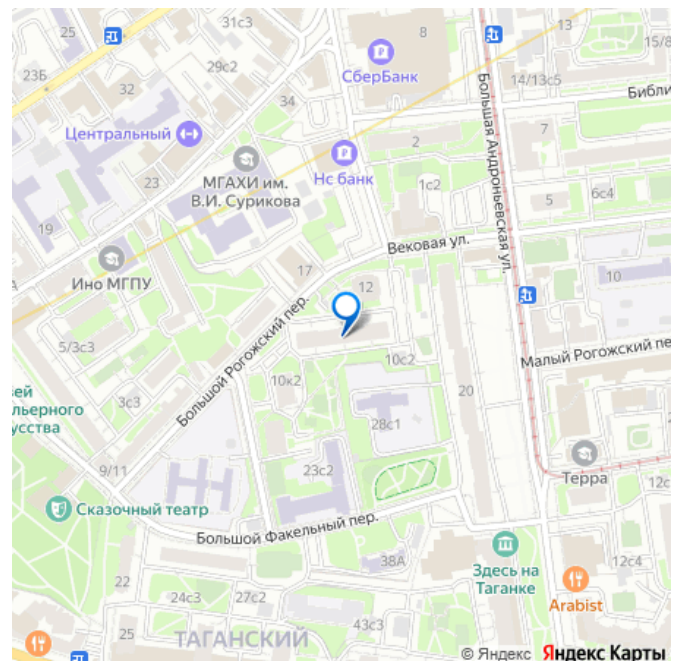 31с3
25
8
15/8
СберБанк
29с2
23Б
32
14/13с5
34
Библи
Центральный
7
2
МГАХИ им.
В.И. Сурикова
Нс банк
23
1с2
6с4
5
Большая Андроньевская ул.
19
Вековая ул.
Ино МГПУ
17
12
10
Большой Рогожский пер.
5/3с3
Малый Рогожский пе
10с2
10к2
20
3с3
28с1
9/11
23с2
Терра
12с
Сказочный театр
Большой Факельный пер.
38А
Здесь на
Таганке
12с4
22
24с3
27с2
Arabist
43с3
25
ТАГАНСКИЙ
© Яндекс Яндекс Карты